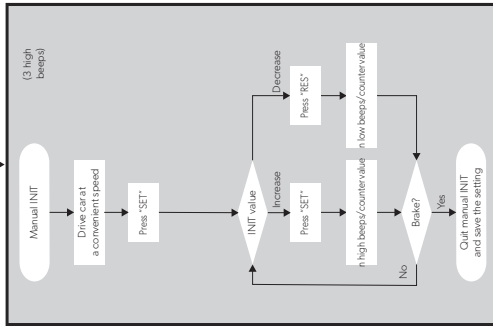 Manual INIT
(3 high
beeps)
Drive car at
a convenient speed
Press "SET"
INIT value
Increase
Decrease
Press "SET"
Press "RES"
n high beeps/countervalue
n low beeps/countervalue
Brake?
No
Yes
Quit manual INIT
and save the setting